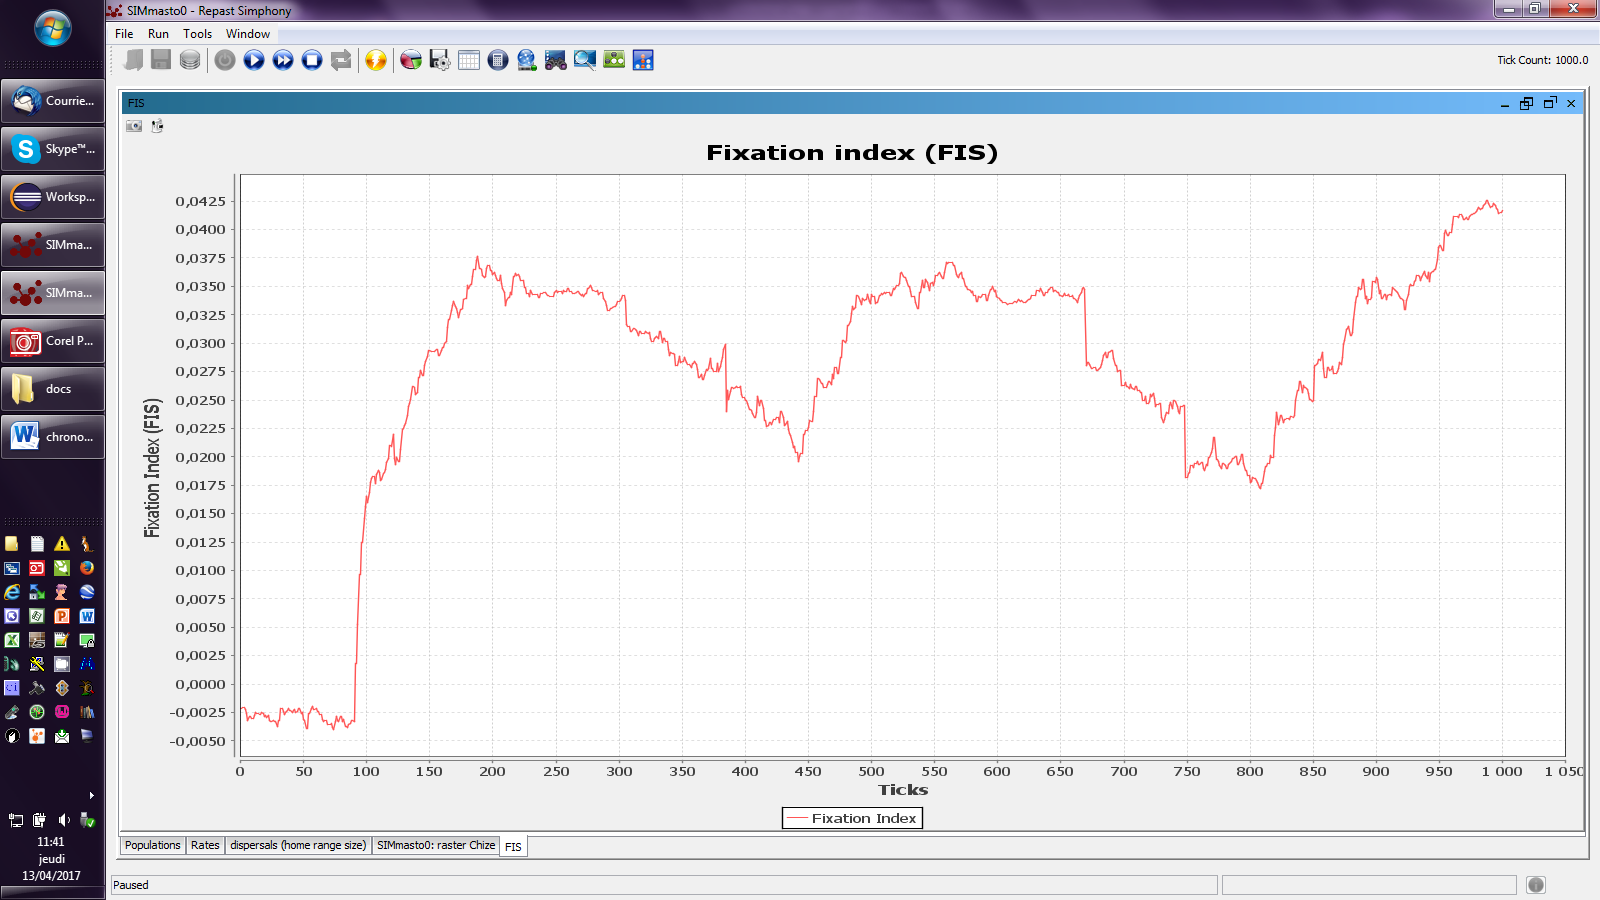 SIMmasto0 - Repast Simphony
File Run Tools Window
Tick Count: 1000.0
Courrie...
Skype™...
Worksp...
SIMma...
SIMma...
Corel P...
docs
chrono...
11:41
jeudi
13/04/2017
FIS
Fixation index (FIS)
Fixation Index (FIS)
0,0425
0,0400
0,0375
0,0350
0,0325
0,0300
0,0275
0,0250
0,0225
0,0200
0,0175
0,0150
0,0125
0,0100
0,0075
0,0050
0,0025
0,0000
-0,0025
-0,0050
0 50 100 150 200 250 300 350 400 450 500 550 600 650 700 750 800 850 900 950 1 000 1 050
Ticks
Fixation Index
Populations Rates dispersals (home range size) SIMmasto0: raster Chize FIS
Paused